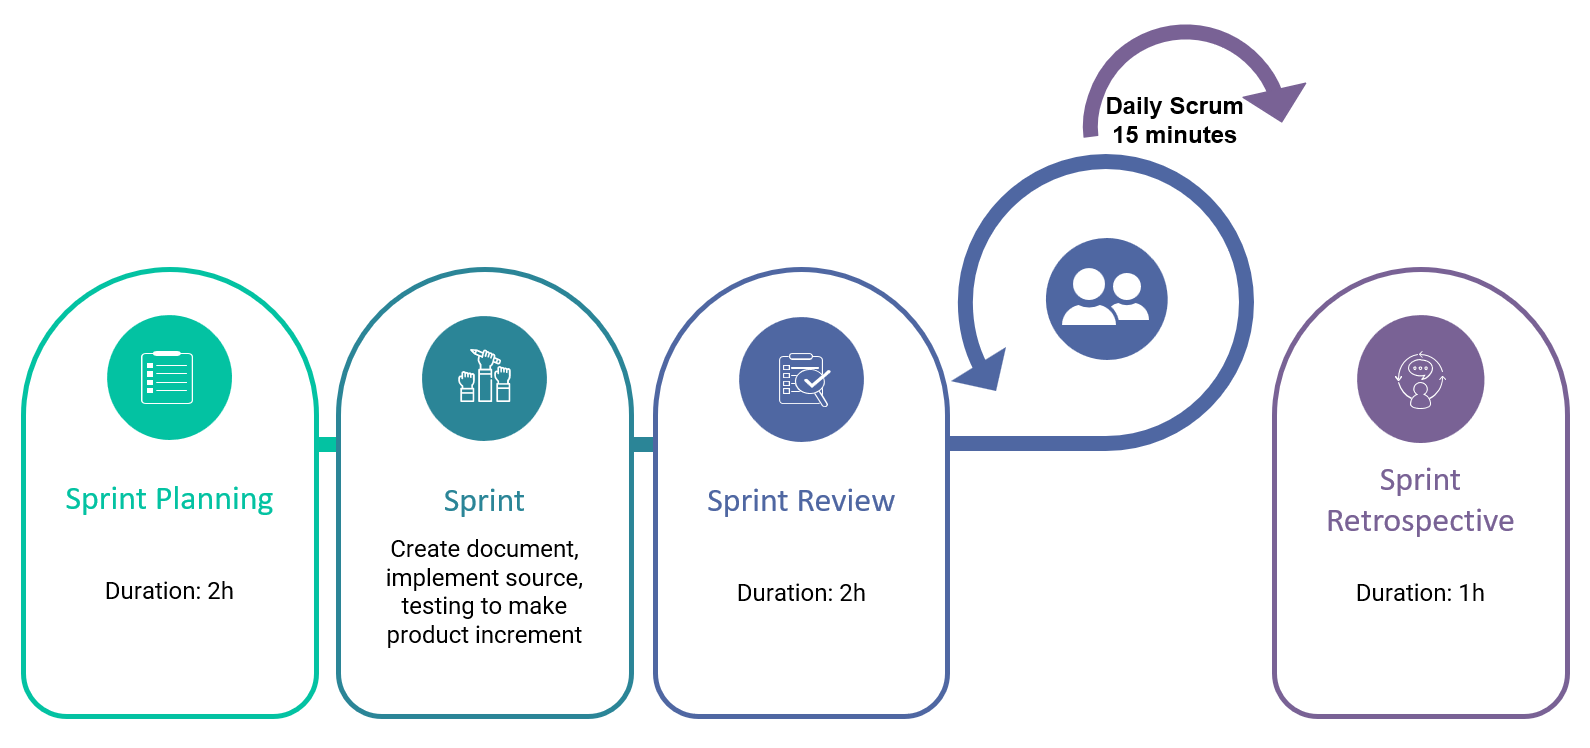 Daily Scrum
15 minutes
Sprint Planning
Duration: 2h
Sprint
Create document,
implement source,
testing to make
product increment
Sprint Review
Duration: 2h
Sprint
Retrospective
Duration: 1h